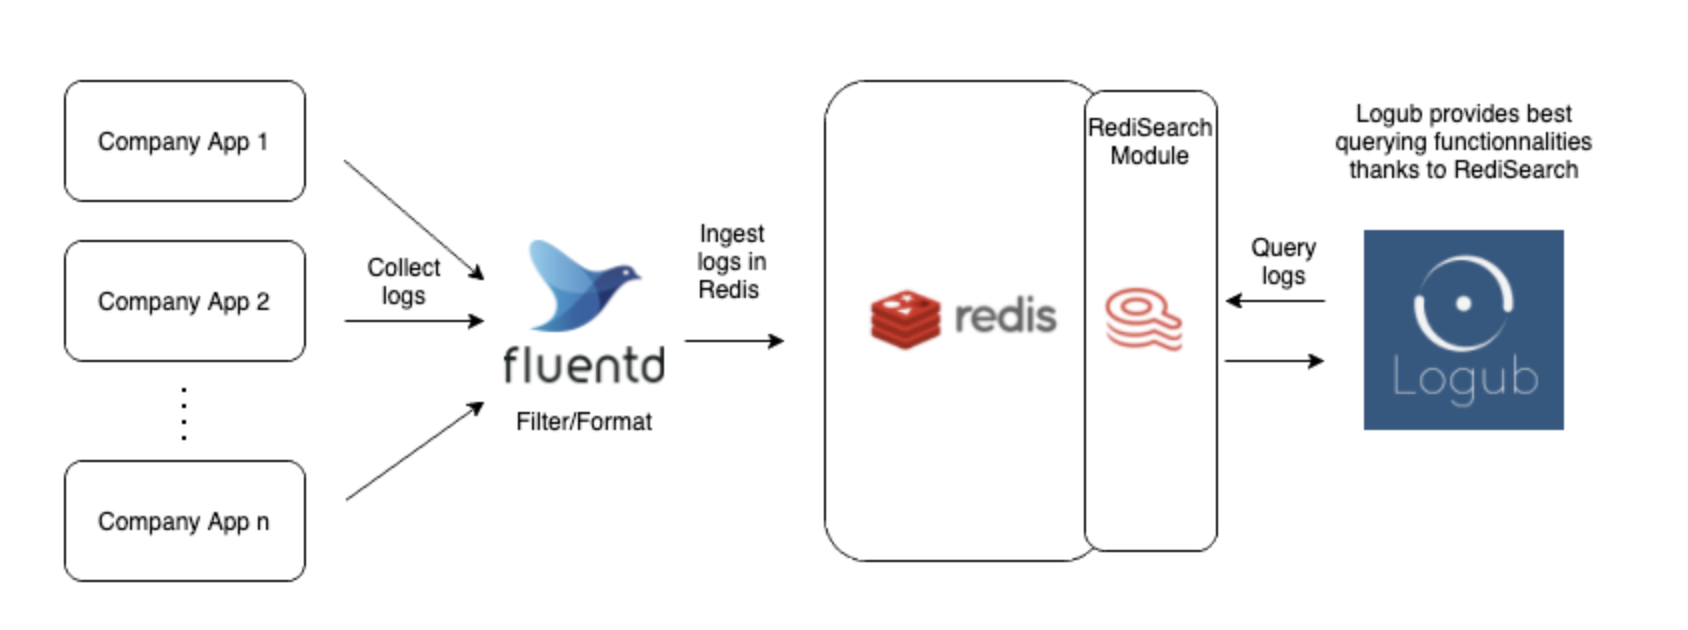 Company App 1
Company App 2
Company App n
Collect
logs
fluentd
Filter/Format
Ingest
logs in
Redis
redis
RediSearch
Module
Query
logs
Logub provides best
querying functionnalities
thanks to RediSearch
Logub